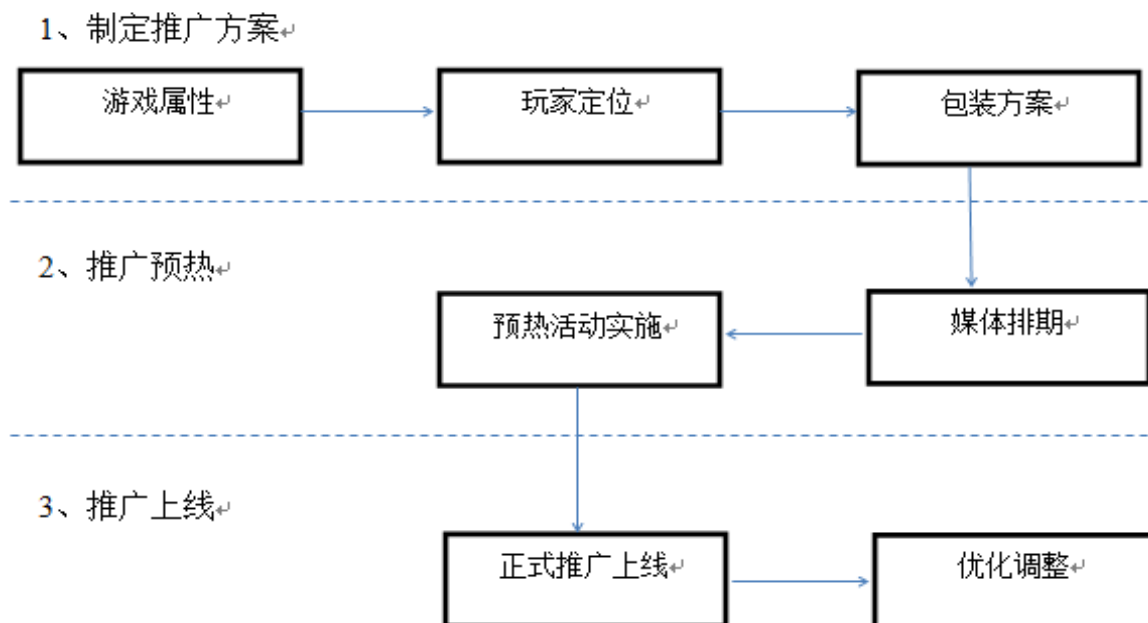 1、制定推广方案
游戏属性
玩家定位
包装方案
2、推广预热
预热活动实施
媒体排期
3、推广上线
正式推广上线
优化调整